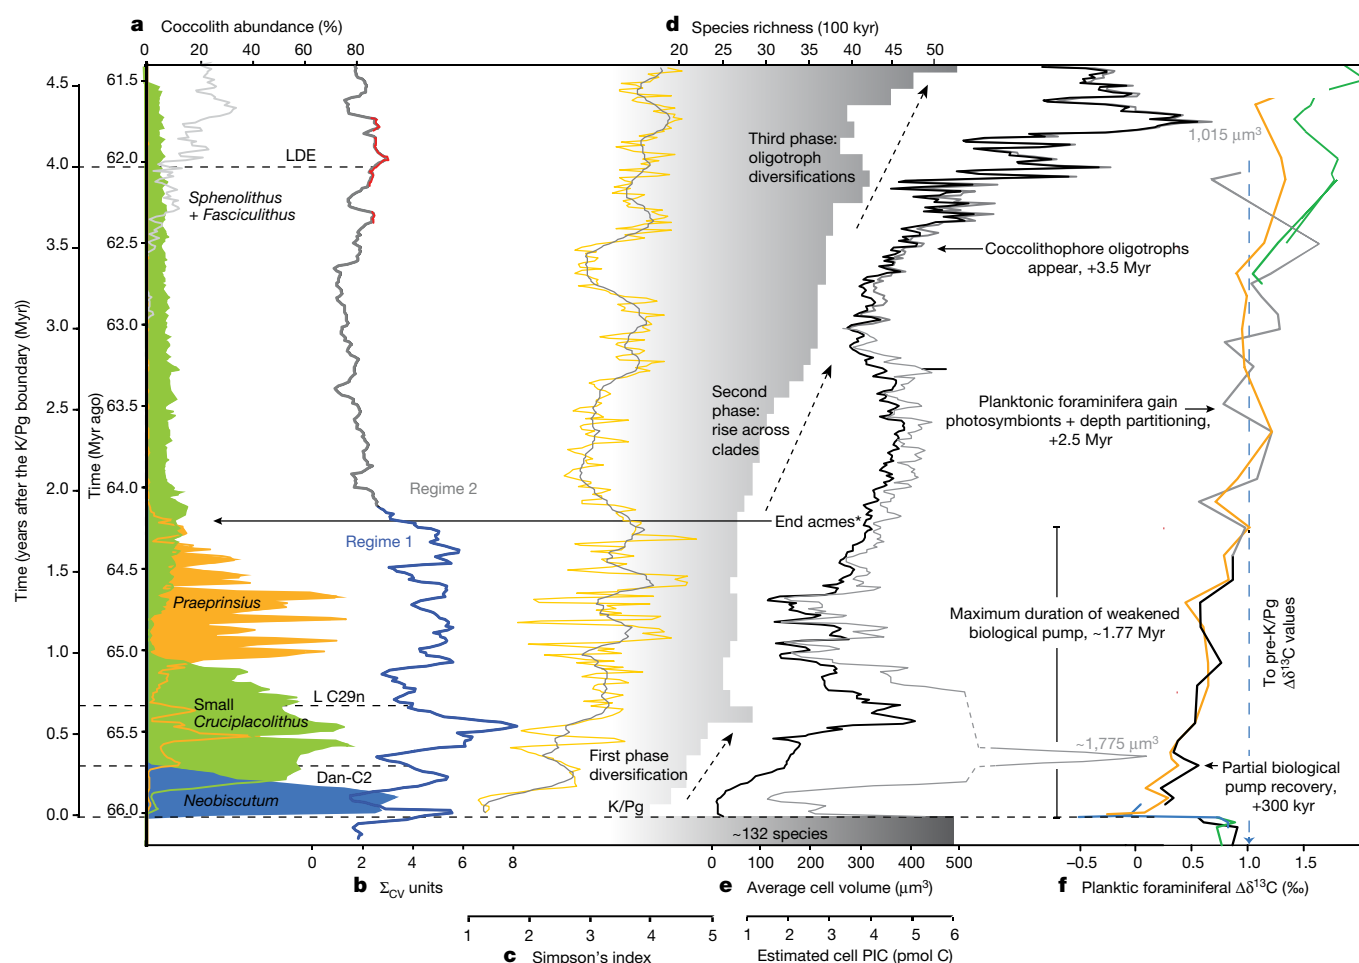 a Coccolith abundance (%)
0 20 40 60 80
d Species richness (100 kyr)
20 25 30 35 40 45 50
Time (years after the K/Pg boundary (Myr))
4.5
4.0
3.5
3.0
2.5
2.0
1.5
1.0
0.5
0.0
Time (Myr ago)
61.5
62.0
62.5
63.0
63.5
64.0
64.5
65.0
65.5
66.0
LDE
Sphenolithus
+ Fasciculithus
Regime 2
Regime 1
Praeprinsius
L C29n
Small
Cruciplacolithus
Dan-C2
Neobiscutum
Third phase:
oligotroph
diversifications
Second
phase:
rise across
clades
End acmes*
First phase
diversification
K/Pg
~132 species
1,015 μm³
Coccolithophore oligotrophs
appear, +3.5 Myr
Planktonic foraminifera gain
photosymbionts + depth partitioning,
+2.5 Myr
Maximum duration of weakened
biological pump, ~1.77 Myr
To pre-K/Pg
Δδ¹³C values
~1,775 μm³
Partial biological
pump recovery,
+300 kyr
0 2 4 6 8
b Σ_CV units
0 100 200 300 400 500
e Average cell volume (μm³)
−0.5 0 0.5 1.0 1.5
f Planktic foraminiferal Δδ¹³C (‰)
1 2 3 4 5
c Simpson's index
1 2 3 4 5 6
Estimated cell PIC (pmol C)